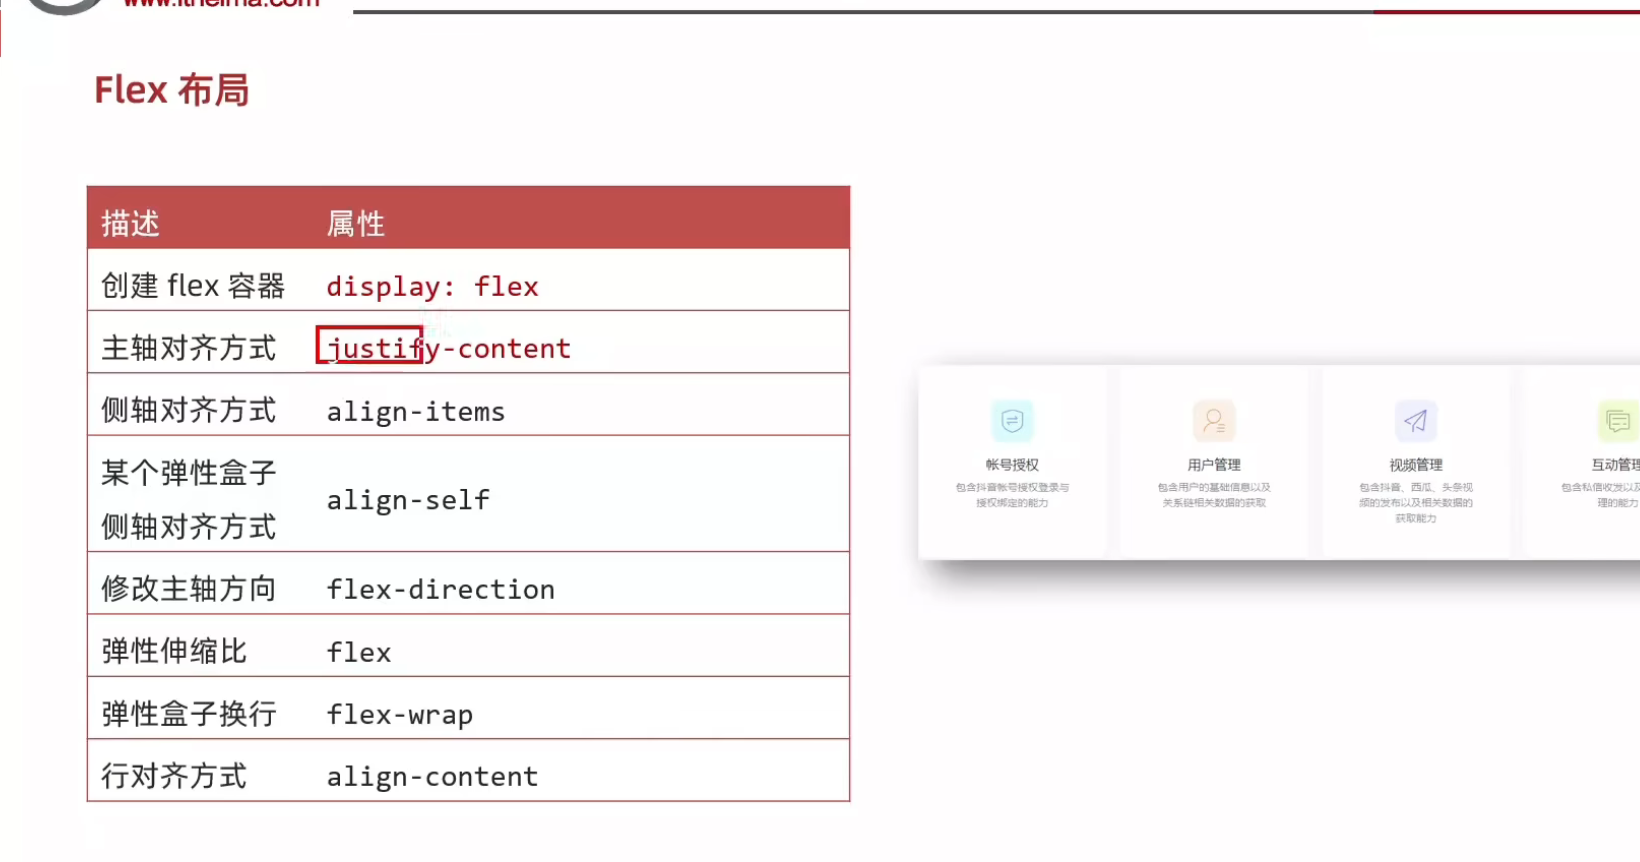 www.itheima.com
Flex 布局
描述 属性
创建 flex 容器 display: flex
主轴对齐方式 justify-content
侧轴对齐方式 align-items
某个弹性盒子
侧轴对齐方式 align-self
修改主轴方向 flex-direction
弹性伸缩比 flex
弹性盒子换行 flex-wrap
行对齐方式 align-content
帐号授权
包含抖音帐号授权登录与
授权绑定的能力
用户管理
包含用户的基础信息以及
关系链相关数据的获取
视频管理
包含抖音、西瓜、头条视
频的发布以及相关数据的
获取能力
互动管理
包含私信收发以及
理的能力